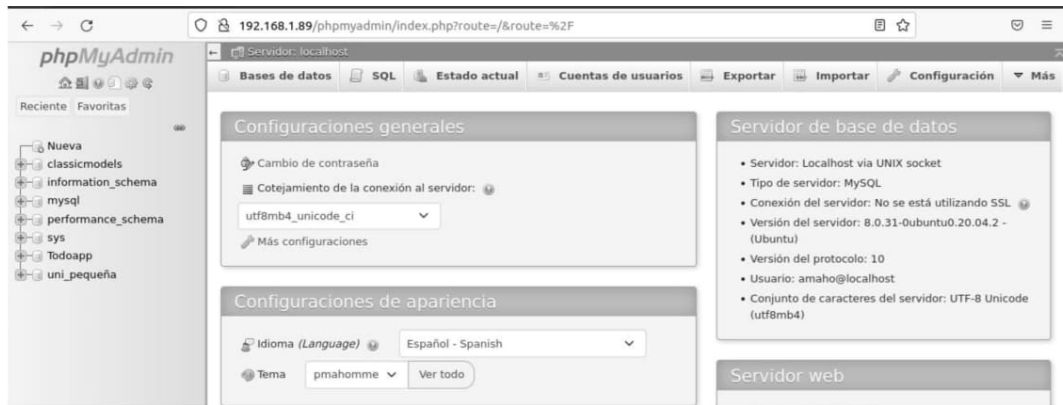 192.168.1.89/phpmyadmin/index.php?route=/&route=%2F
phpMyAdmin
Reciente Favoritas
Nueva
classicmodels
information_schema
mysql
performance_schema
sys
Todoapp
uni_pequeña
Servidor: localhost
Bases de datos SQL Estado actual Cuentas de usuarios Exportar Importar Configuración Más
Configuraciones generales
Cambio de contraseña
Cotejamiento de la conexión al servidor:
utf8mb4_unicode_ci
Más configuraciones
Configuraciones de apariencia
Idioma (Language) Español - Spanish
Tema pmahomme Ver todo
Servidor de base de datos
• Servidor: Localhost via UNIX socket
• Tipo de servidor: MySQL
• Conexión del servidor: No se está utilizando SSL
• Versión del servidor: 8.0.31-0ubuntu0.20.04.2 -
(Ubuntu)
• Versión del protocolo: 10
• Usuario: amaho@localhost
• Conjunto de caracteres del servidor: UTF-8 Unicode
(utf8mb4)
Servidor web